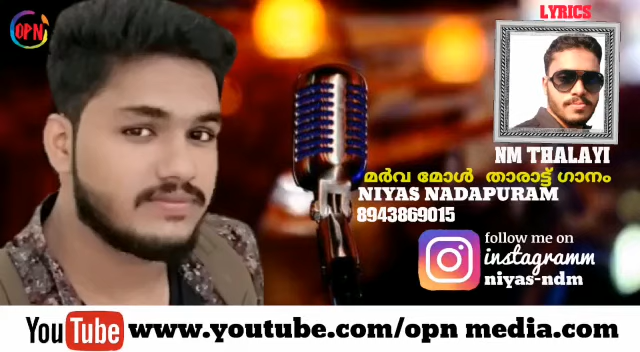 OPN
LYRICS
NM THALAYI
മർവ മോൾ താരാട്ട് ഗാനം
NIYAS NADAPURAM
8943869015
follow me on
instagramm
niyas-ndm
YouTube www.youtube.com/opn media.com